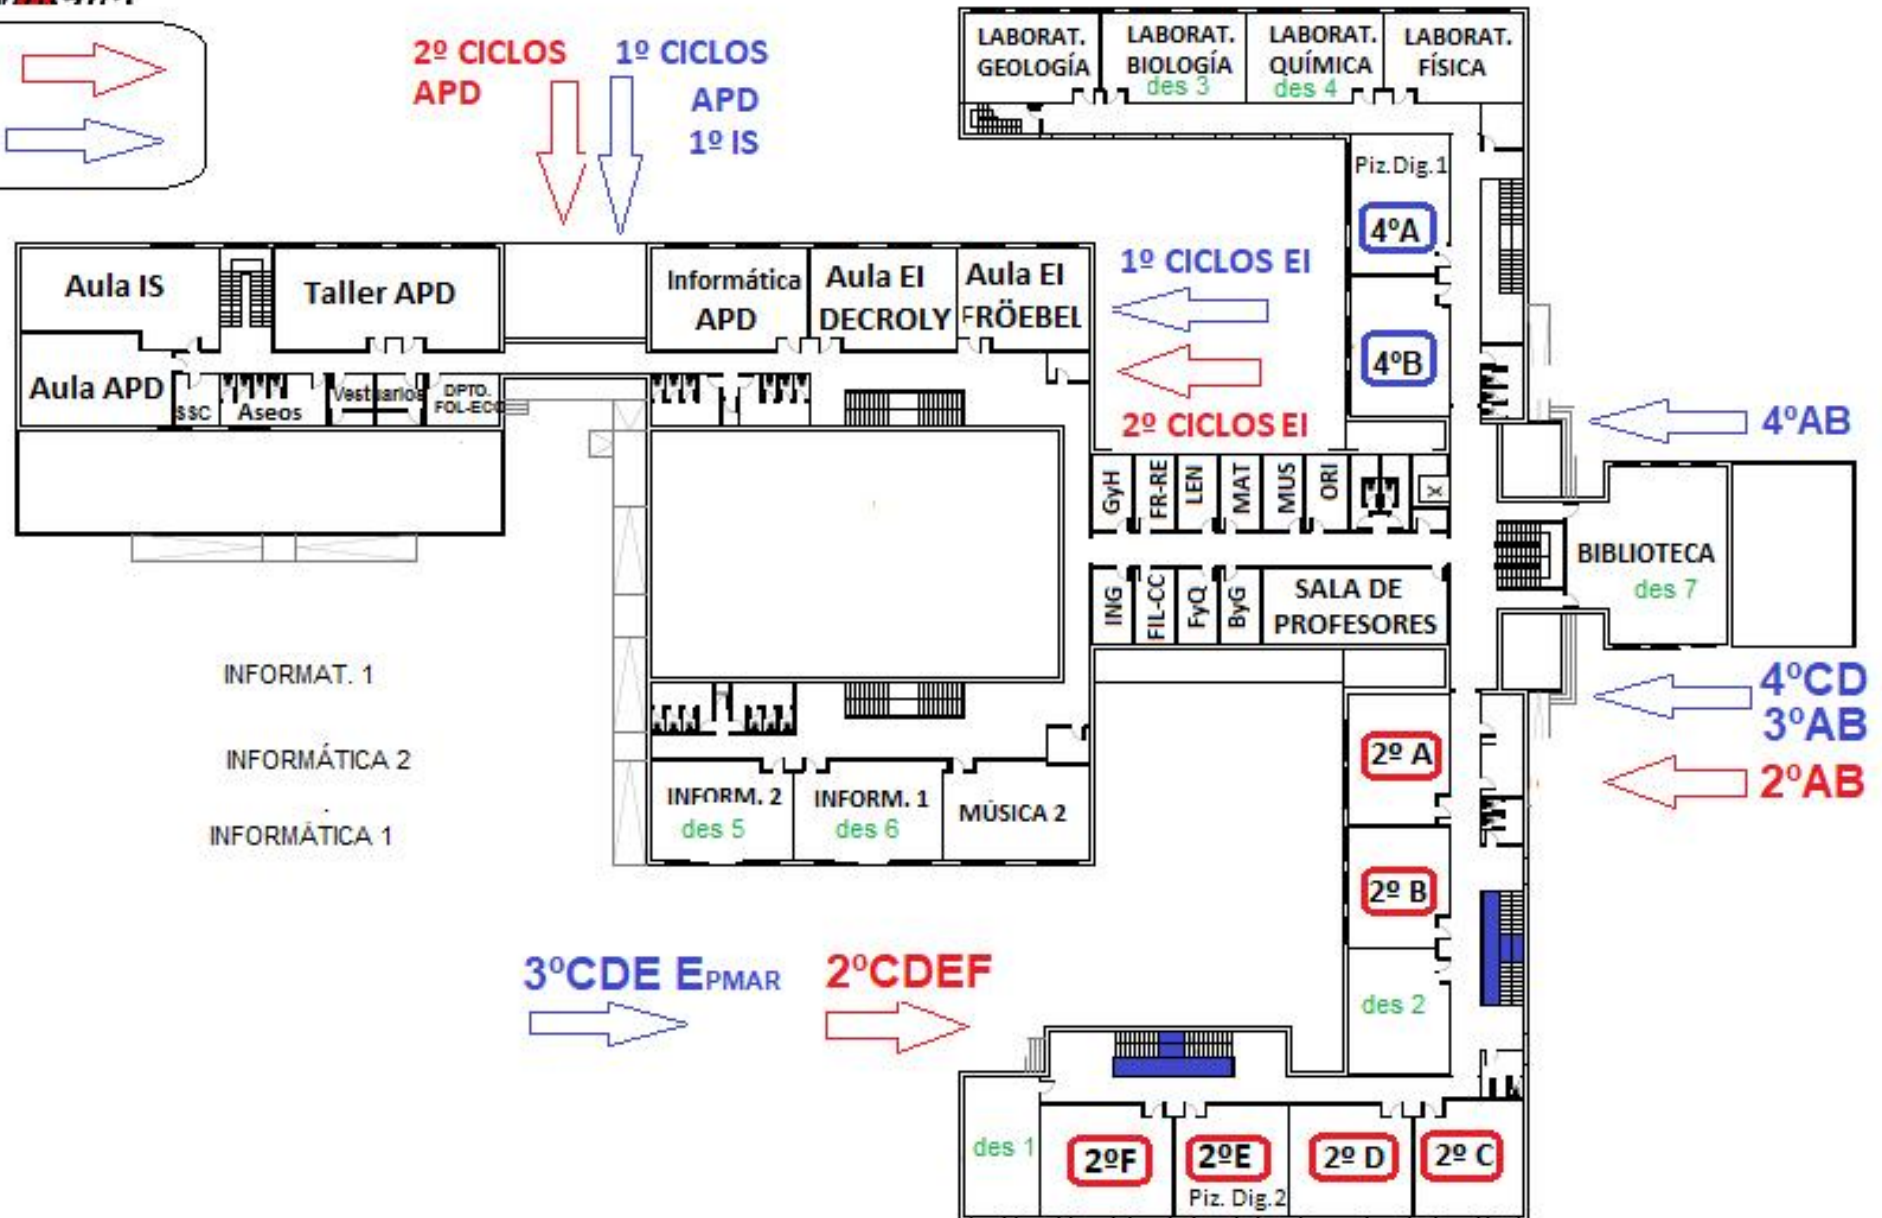 2º CICLOS
APD
1º CICLOS
APD
1º IS
LABORAT.
GEOLOGÍA
LABORAT.
BIOLOGÍA
des 3
LABORAT.
QUÍMICA
des 4
LABORAT.
FÍSICA
Piz.Dig.1
4ºA
4ºB
Aula IS
Taller APD
Informática
APD
Aula EI
DECROLY
Aula EI
FRÖEBEL
1º CICLOS EI
2º CICLOS EI
Aula APD
SSC
Aseos
Vestuarios
DPTO.
FOL-ECO
4ºAB
GyH
FR-RE
LEN
MAT
MUS
ORI
X
ING
FIL-CC
FyQ
ByG
SALA DE
PROFESORES
BIBLIOTECA
des 7
INFORMAT. 1
INFORMÁTICA 2
INFORMÁTICA 1
4ºCD
3ºAB
2ºAB
2º A
2º B
INFORM. 2
des 5
INFORM. 1
des 6
MÚSICA 2
3ºCDE EPMAR
2ºCDEF
des 2
des 1
2ºF
2ºE
Piz. Dig.2
2º D
2º C